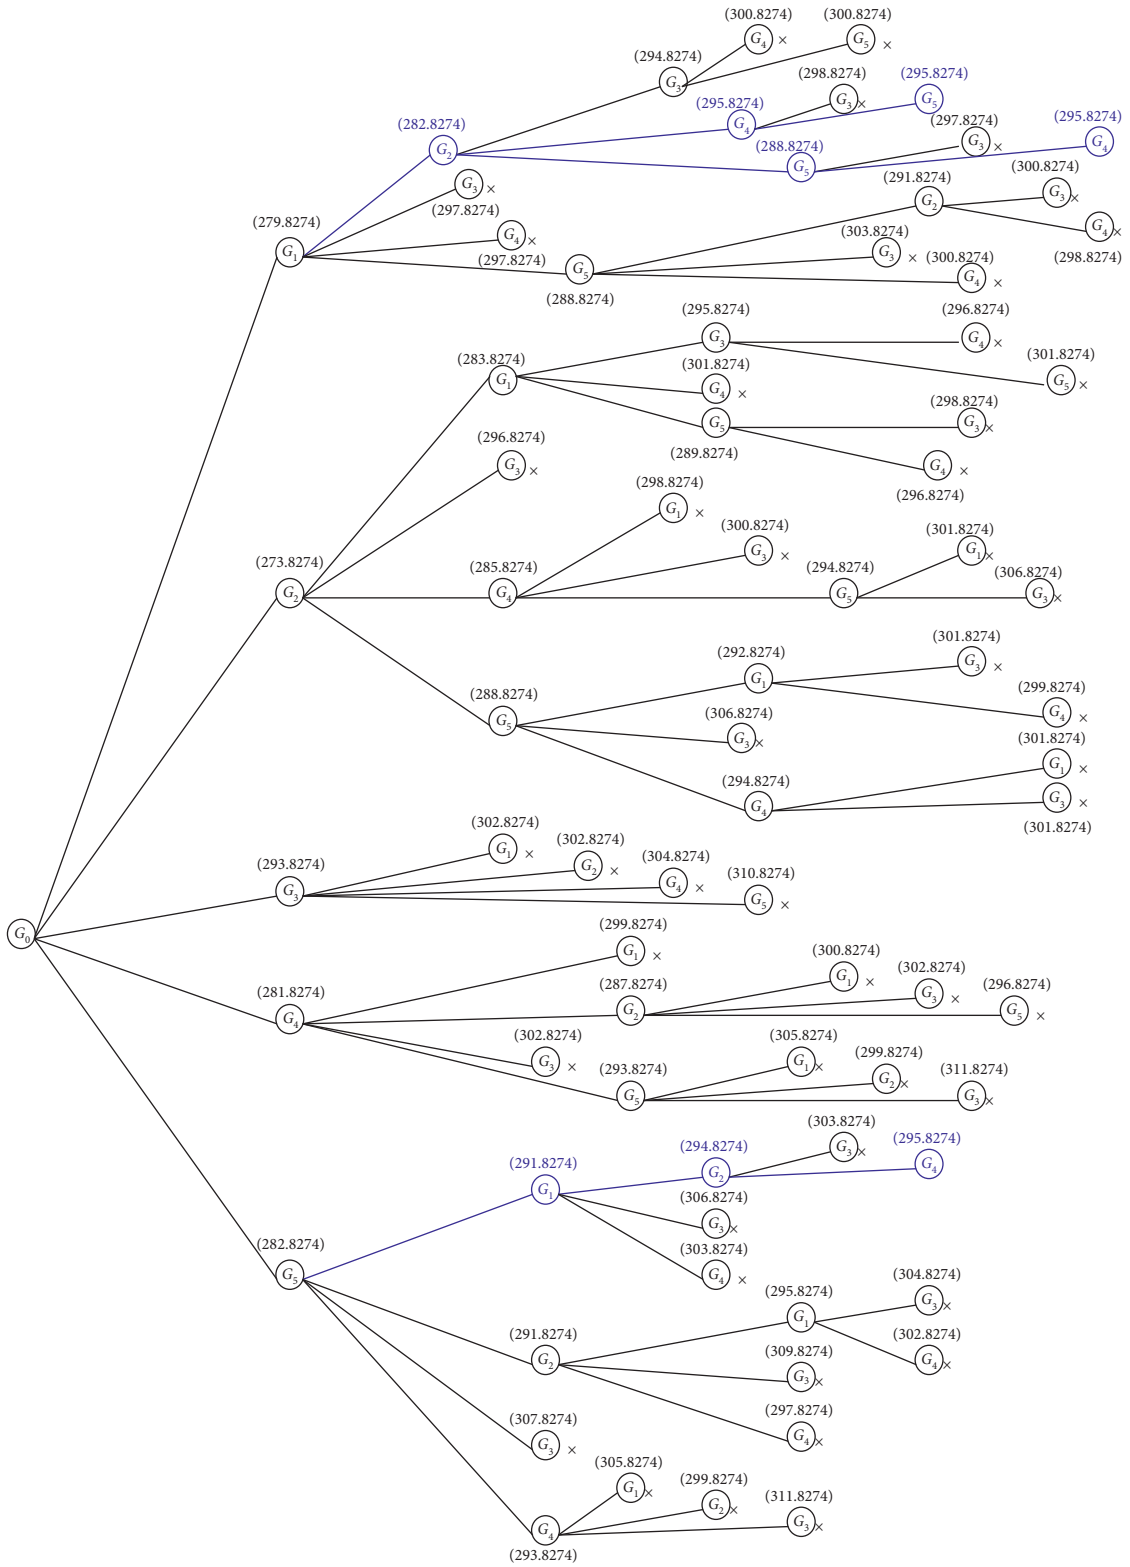 (300.8274) (300.8274)
G4 × G5 ×
(294.8274)
G3
(298.8274) (295.8274)
G3 × G5
(295.8274)
G4
(297.8274) (295.8274)
G3 × G4
(282.8274)
G2
(288.8274)
G5
G3 ×
(297.8274)
(291.8274) (300.8274)
G2 G3 ×
G4 ×
(298.8274)
(279.8274)
G1
G4 ×
(297.8274)
(303.8274)
G3 ×
(300.8274)
G4 ×
G5
(288.8274)
(295.8274) (296.8274)
G3 G4 ×
(301.8274)
G5 ×
(283.8274)
G1
(301.8274)
G4 ×
(298.8274)
G5 G3 ×
(289.8274)
G4 ×
(296.8274)
(296.8274)
G3 ×
(298.8274)
G1 ×
(300.8274)
G3 ×
(301.8274)
G1 ×
(273.8274) (285.8274) (294.8274) (306.8274)
G2 G4 G5 G3 ×
(301.8274)
G3 ×
(292.8274)
G1
(299.8274)
G4 ×
(288.8274)
G5
(306.8274)
G3 ×
(301.8274)
G1 ×
(294.8274)
G4
G3 ×
(301.8274)
(302.8274)
G1 ×
(302.8274)
G2 ×
(293.8274) (304.8274)
G3 G4 ×
(310.8274)
G5 ×
G0
(299.8274)
G1 ×
(300.8274)
G1 ×
(302.8274)
G3 ×
(281.8274) (287.8274) (296.8274)
G4 G2 G5 ×
(302.8274)
G3 ×
(305.8274)
G1 ×
(299.8274)
G2 ×
(293.8274) (311.8274)
G5 G3 ×
(303.8274)
G3 ×
(294.8274) (295.8274)
G2 G4
(291.8274)
G1
(306.8274)
G3 ×
(303.8274)
G4 ×
(282.8274)
G5
(304.8274)
G3 ×
(295.8274)
G1
(302.8274)
G4 ×
(291.8274)
G2
(309.8274)
G3 ×
(297.8274)
G4 ×
(307.8274)
G3 ×
(305.8274)
G1 ×
(299.8274)
G2 ×
(311.8274)
G3 ×
G4
(293.8274)